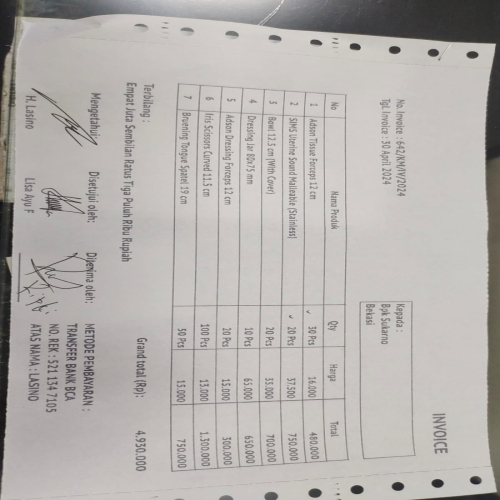 INVOICE
No. Invoice : 642/KM/IV/2024
Tgl. Invoice : 30 April 2024
Kepada :
Bpk Sukarno
Bekasi
No Nama Produk Qty Harga Total
1 Adson Tissue Forceps 12 cm 30 Pcs 16.000 480.000
2 SIMS Uterine Sound Malleable (Stainless) 20 Pcs 37.500 750.000
3 Bowl 12.5 cm (With Cover) 20 Pcs 35.000 700.000
4 Dressing Jar 80x75 mm 10 Pcs 65.000 650.000
5 Adson Dressing Forceps 12 cm 20 Pcs 15.000 300.000
6 Iris Scissors Curved 11.5 cm 100 Pcs 13.000 1.300.000
7 Bruening Tongue Spatel 19 cm 50 Pcs 15.000 750.000
Grand total (Rp): 4.930.000
Terbilang :
Empat Juta Sembilan Ratus Tiga Puluh Ribu Rupiah
Mengetahui: Disetujui oleh: Diterima oleh:
H. Lasino Lisa Ayu F
METODE PEMBAYARAN :
TRANSFER BANK BCA
NO. REK : 521 134 7105
ATAS NAMA : LASINO